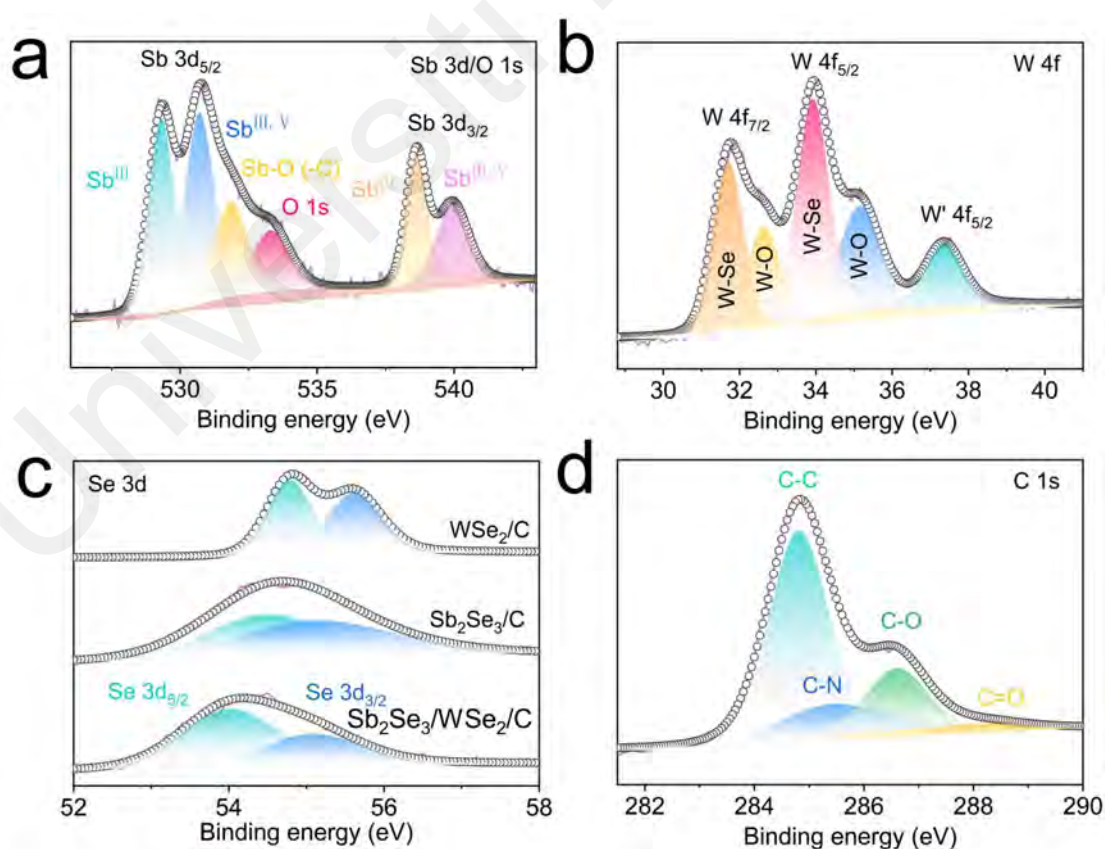 Universiti
a
Sb 3d5/2
Sb 3d/O 1s
Sb 3d3/2
SbIII, V
SbIII
Sb-O (-C)
O 1s
SbIII, V
530 535 540
Binding energy (eV)
b
W 4f5/2
W 4f
W 4f7/2
W' 4f5/2
W-Se
W-O
W-Se
W-O
30 32 34 36 38 40
Binding energy (eV)
c
Se 3d
WSe2/C
Sb2Se3/C
Se 3d5/2
Se 3d3/2
Sb2Se3/WSe2/C
52 54 56 58
Binding energy (eV)
d
C-C
C 1s
C-O
C-N
C=O
282 284 286 288 290
Binding energy (eV)